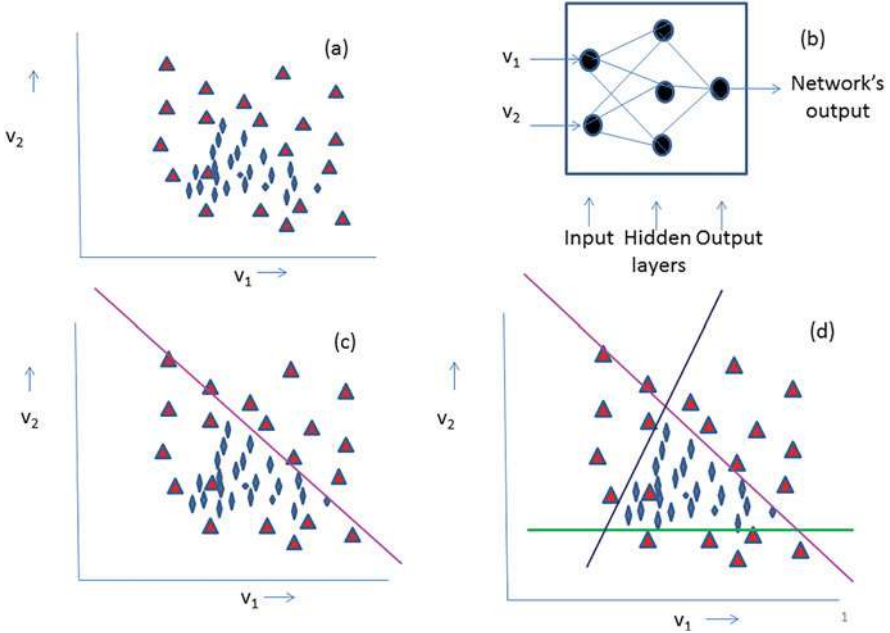 (a)
v2
v1
(b)
v1
v2
Network's
output
Input Hidden Output
layers
(c)
v2
v1
(d)
v2
v1
1